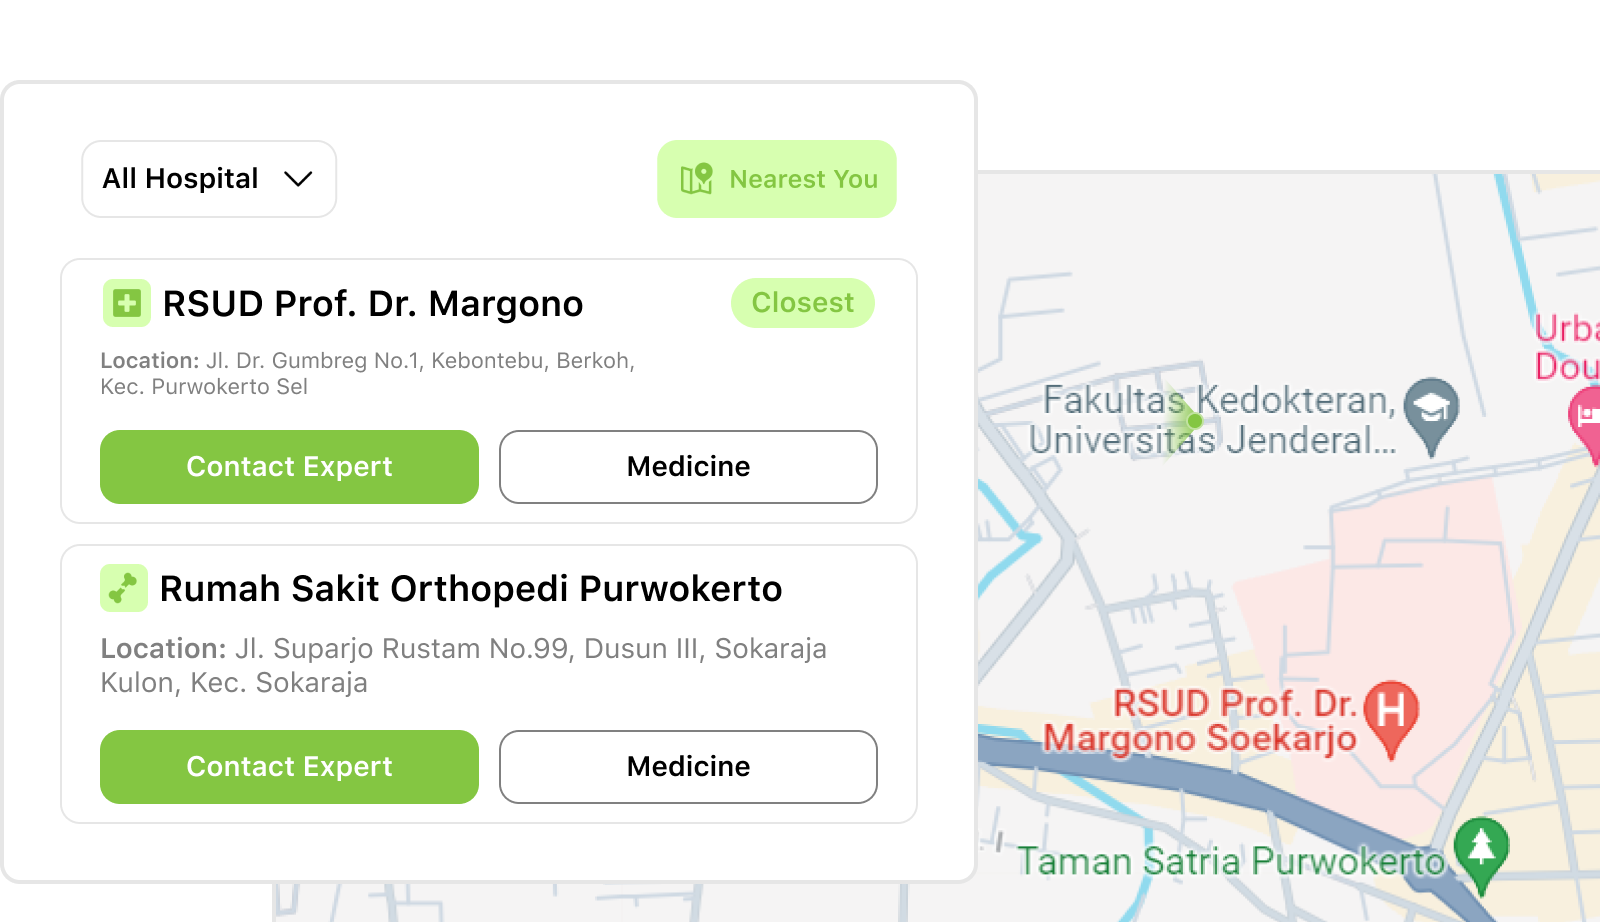 All Hospital
Nearest You
RSUD Prof. Dr. Margono
Closest
Location: Jl. Dr. Gumbreg No.1, Kebontebu, Berkoh,
Kec. Purwokerto Sel
Contact Expert
Medicine
Rumah Sakit Orthopedi Purwokerto
Location: Jl. Suparjo Rustam No.99, Dusun III, Sokaraja
Kulon, Kec. Sokaraja
Contact Expert
Medicine
Urba
Dou
Fakultas Kedokteran,
Universitas Jenderal...
RSUD Prof. Dr.
Margono Soekarjo
H
Taman Satria Purwokerto